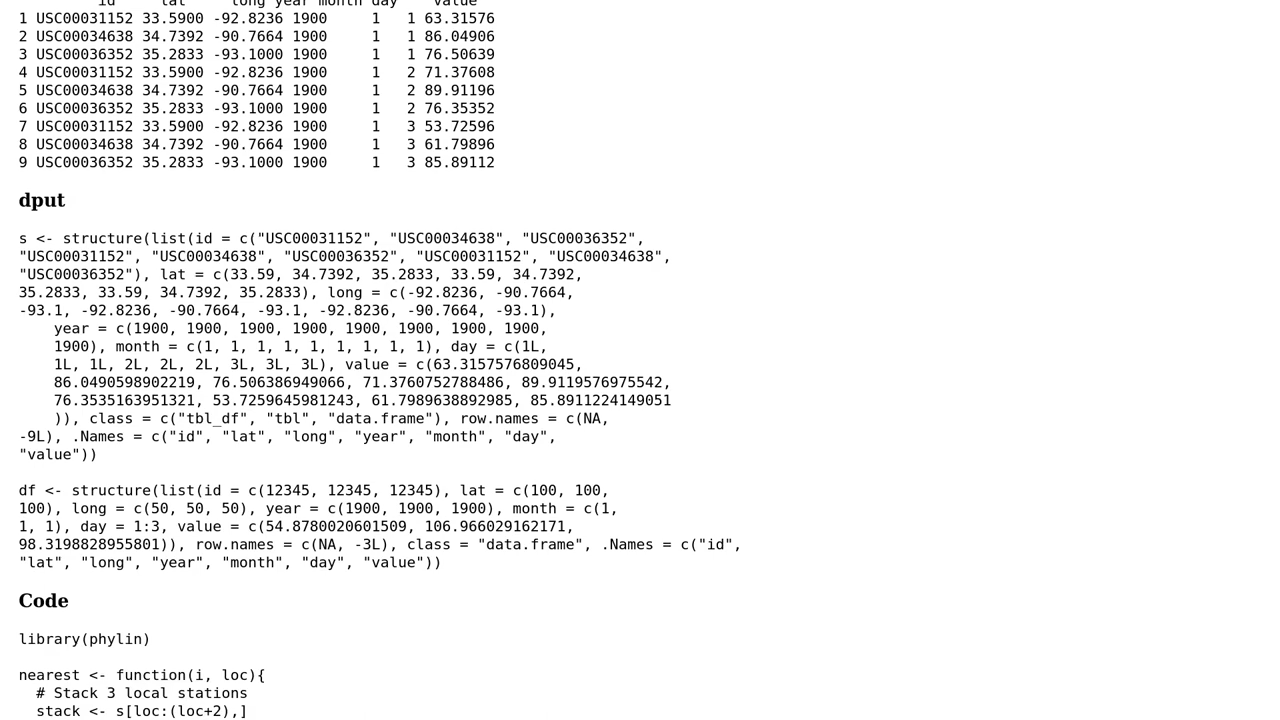 id lat long year month day value
1 USC00031152 33.5900 -92.8236 1900 1 1 63.31576
2 USC00034638 34.7392 -90.7664 1900 1 1 86.04906
3 USC00036352 35.2833 -93.1000 1900 1 1 76.50639
4 USC00031152 33.5900 -92.8236 1900 1 2 71.37608
5 USC00034638 34.7392 -90.7664 1900 1 2 89.91196
6 USC00036352 35.2833 -93.1000 1900 1 2 76.35352
7 USC00031152 33.5900 -92.8236 1900 1 3 53.72596
8 USC00034638 34.7392 -90.7664 1900 1 3 61.79896
9 USC00036352 35.2833 -93.1000 1900 1 3 85.89112
dput
s <- structure(list(id = c("USC00031152", "USC00034638", "USC00036352",
"USC00031152", "USC00034638", "USC00036352", "USC00031152", "USC00034638",
"USC00036352"), lat = c(33.59, 34.7392, 35.2833, 33.59, 34.7392,
35.2833, 33.59, 34.7392, 35.2833), long = c(-92.8236, -90.7664,
-93.1, -92.8236, -90.7664, -93.1, -92.8236, -90.7664, -93.1),
year = c(1900, 1900, 1900, 1900, 1900, 1900, 1900, 1900,
1900), month = c(1, 1, 1, 1, 1, 1, 1, 1, 1), day = c(1L,
1L, 1L, 2L, 2L, 2L, 3L, 3L, 3L), value = c(63.3157576809045,
86.0490598902219, 76.506386949066, 71.3760752788486, 89.9119576975542,
76.3535163951321, 53.7259645981243, 61.7989638892985, 85.8911224149051
)), class = c("tbl_df", "tbl", "data.frame"), row.names = c(NA,
-9L), .Names = c("id", "lat", "long", "year", "month", "day",
"value"))
df <- structure(list(id = c(12345, 12345, 12345), lat = c(100, 100,
100), long = c(50, 50, 50), year = c(1900, 1900, 1900), month = c(1,
1, 1), day = 1:3, value = c(54.8780020601509, 106.966029162171,
98.3198828955801)), row.names = c(NA, -3L), class = "data.frame", .Names = c("id",
"lat", "long", "year", "month", "day", "value"))
Code
library(phylin)
nearest <- function(i, loc){
# Stack 3 local stations
stack <- s[loc:(loc+2),]